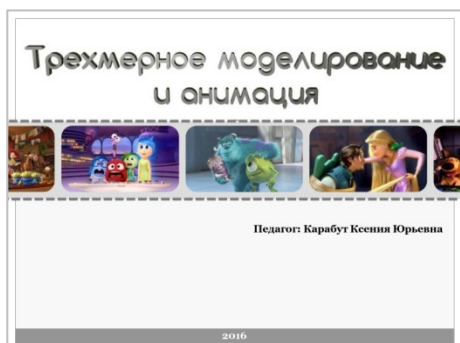 Трехмерное моделирование
и анимация
Педагог: Карабут Ксения Юрьевна
2016